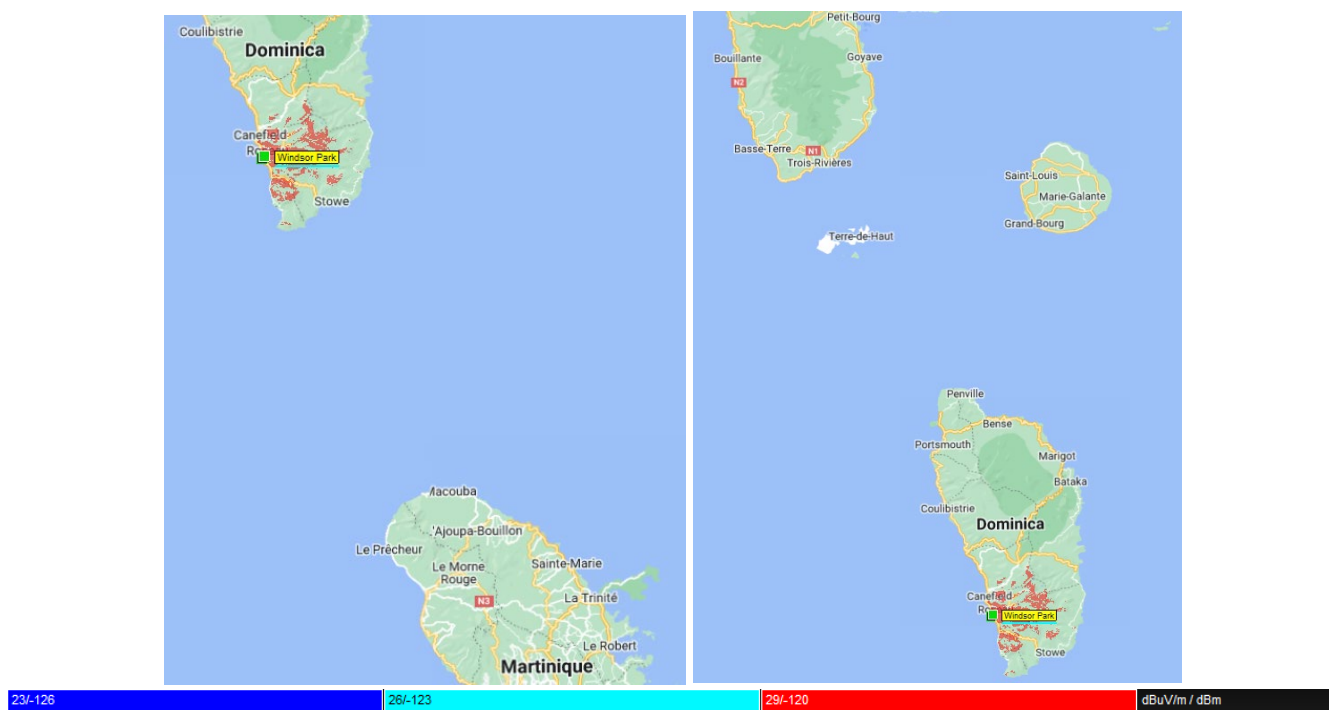 Coulibistrie
Dominica
Canefield
Windsor Park
Stowe
Macouba
'Ajoupa-Bouillon
Le Prêcheur
Le Morne
Rouge
Sainte-Marie
N3
La Trinité
Le Robert
Martinique
Petit-Bourg
Bouillante
Goyave
N2
Basse-Terre
N1
Trois-Rivières
Saint-Louis
Marie-Galante
Grand-Bourg
Terre-de-Haut
Penville
Bense
Portsmouth
Marigot
Bataka
Coulibistrie
Dominica
Canefield
Windsor Park
Stowe
23/-126
26/-123
29/-120
dBuV/m / dBm